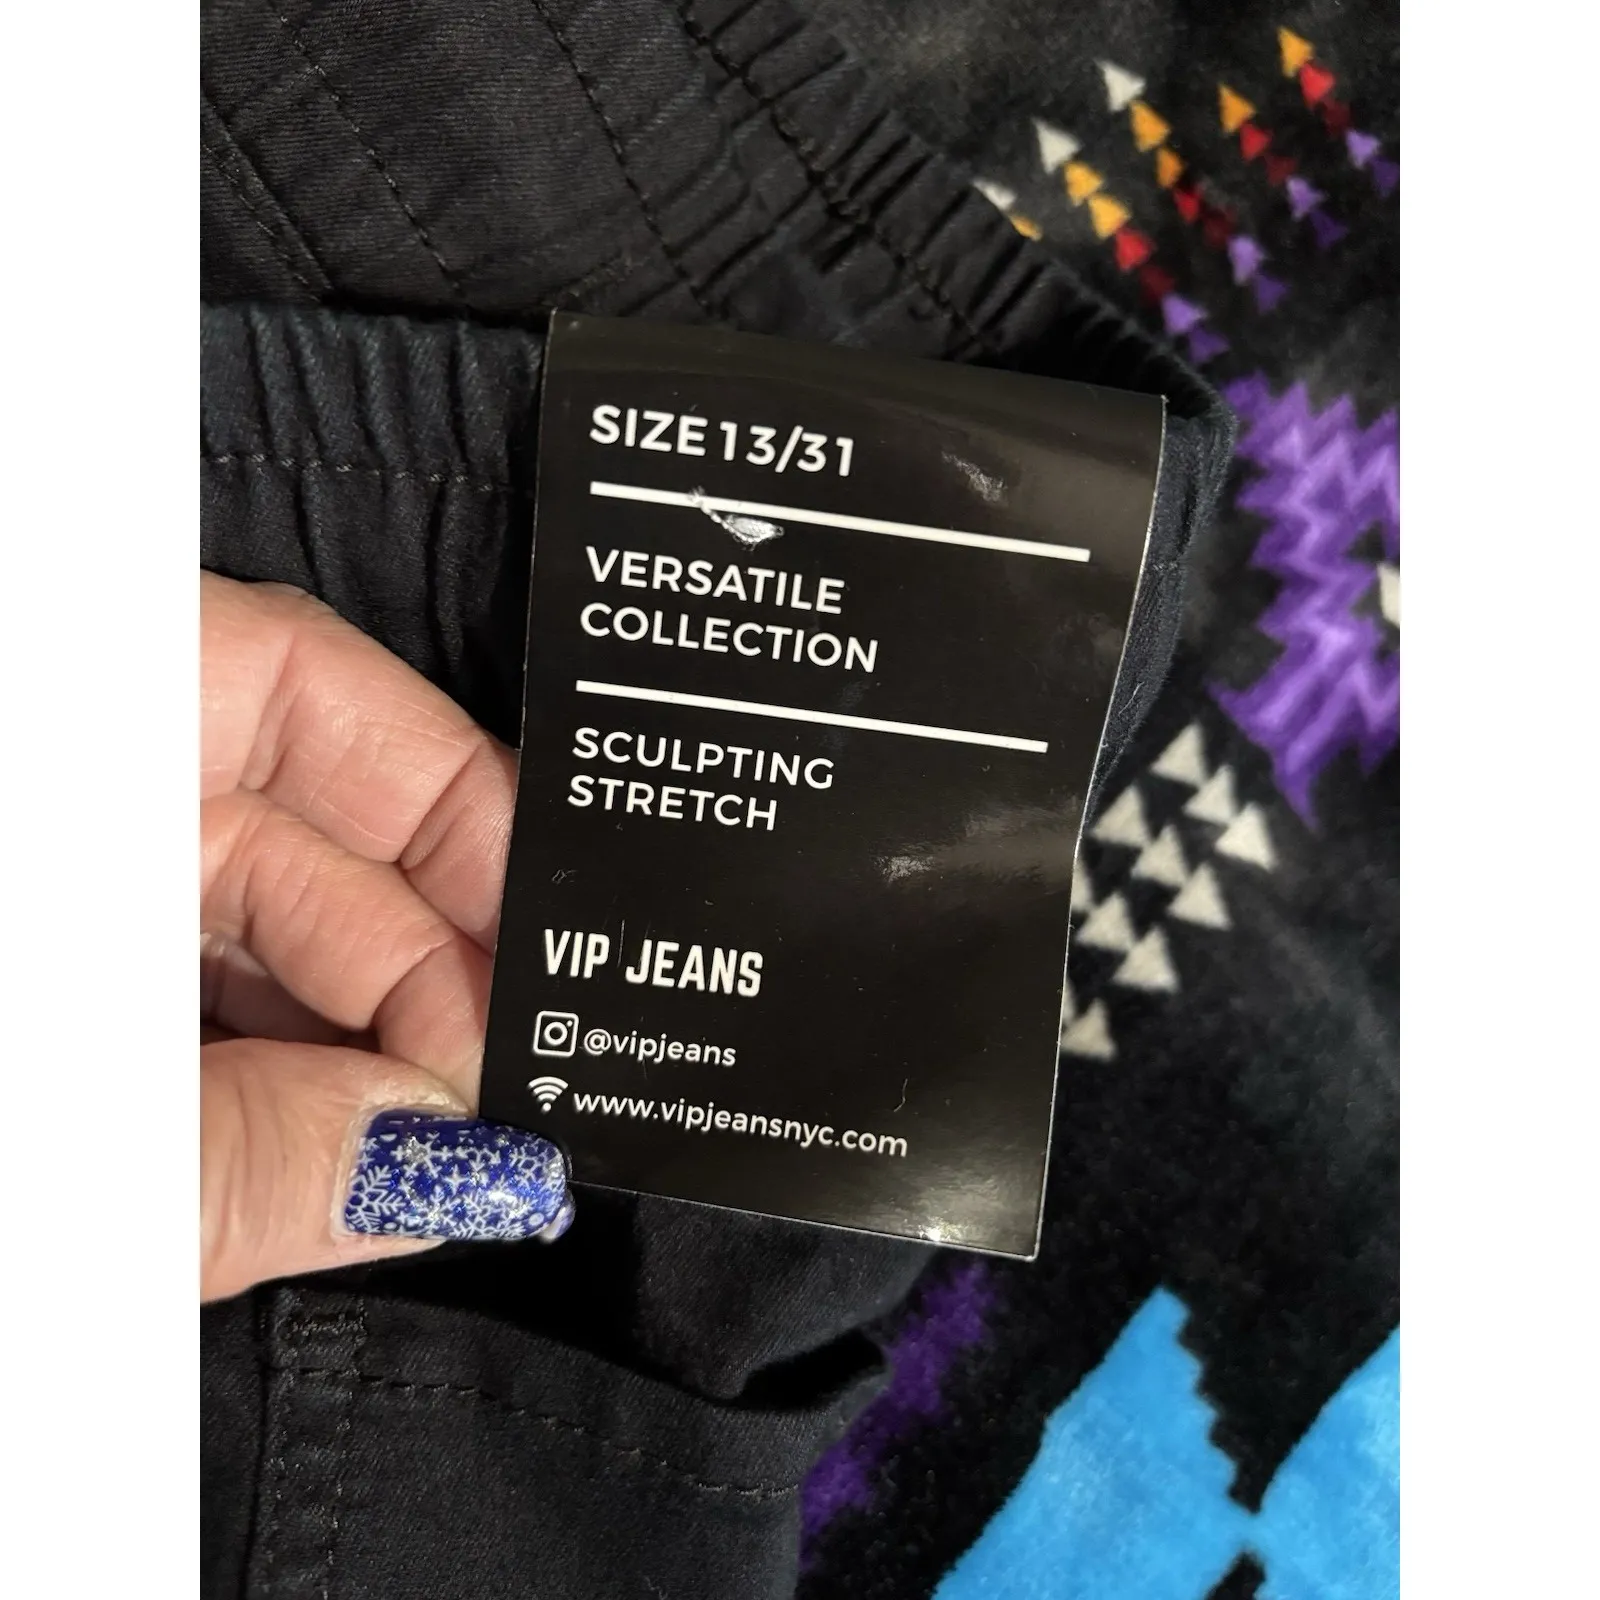 SIZE 13/31
VERSATILE
COLLECTION
SCULPTING
STRETCH
VIP JEANS
@vipjeans
www.vipjeansnyc.com